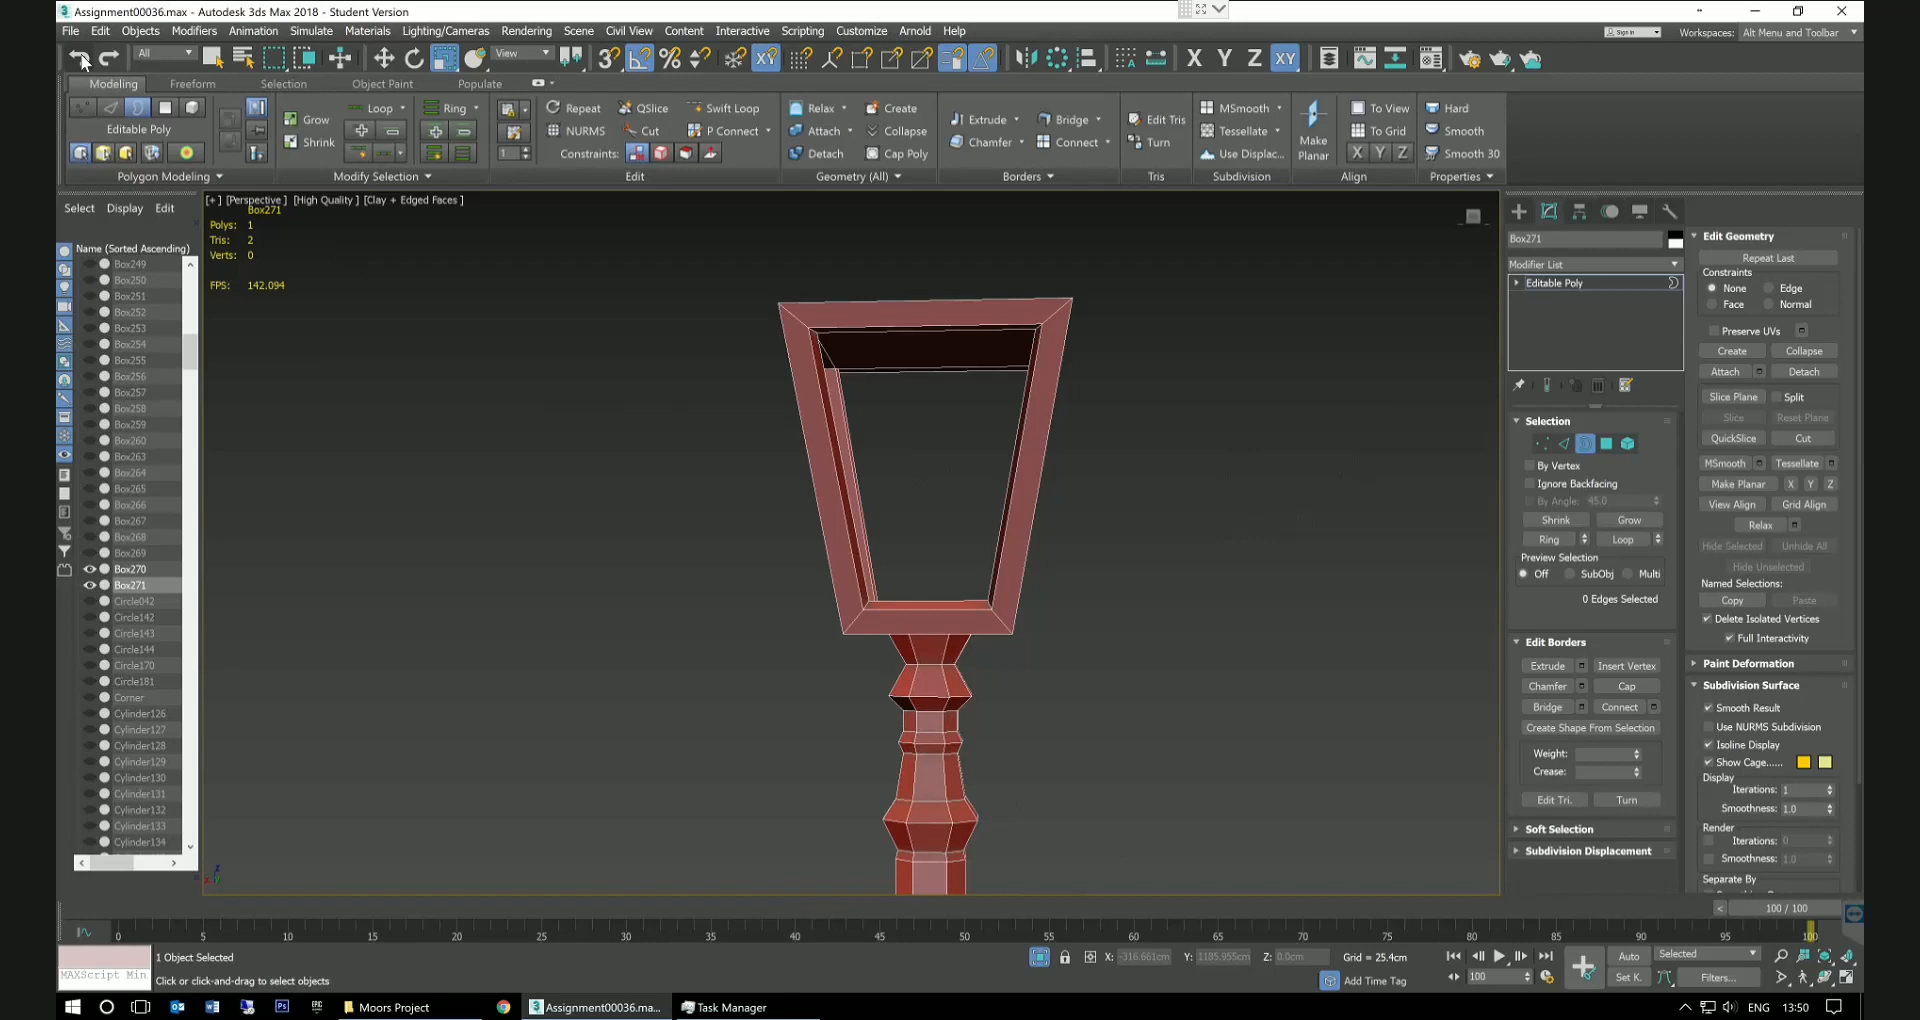 Assignment00036.max - Autodesk 3ds Max 2018 - Student Version
File Edit Objects Modifiers Animation Simulate Materials Lighting/Cameras Rendering Scene Civil View Content Interactive Scripting Customize Arnold Help
Sign In Workspaces: Alt Menu and Toolbar
All View 3 X Y Z XY
Modeling Freeform Selection Object Paint Populate
Loop Ring Repeat QSlice Swift Loop Relax Create To View Hard
Grow NURMS Cut P Connect Attach Collapse Extrude Bridge Edit Tris MSmooth Tessellate Make Planar To Grid Smooth
Editable Poly Shrink 1 Constraints: Detach Cap Poly Chamfer Connect Turn Use Displac... X Y Z Smooth 30
Polygon Modeling Modify Selection Edit Geometry (All) Borders Tris Subdivision Align Properties
Select Display Edit
Name (Sorted Ascending)
Box249
Box250
Box251
Box252
Box253
Box254
Box255
Box256
Box257
Box258
Box259
Box260
Box263
Box264
Box265
Box266
Box267
Box268
Box269
Box270
Box271
Circle042
Circle142
Circle143
Circle144
Circle170
Circle181
Corner
Cylinder126
Cylinder127
Cylinder128
Cylinder129
Cylinder130
Cylinder131
Cylinder132
Cylinder133
Cylinder134
[+] [Perspective] [High Quality] [Clay + Edged Faces]
Box271
Polys: 1
Tris: 2
Verts: 0
FPS: 142.094
Box271
Modifier List
Editable Poly
Selection
By Vertex
Ignore Backfacing
By Angle: 45.0
Shrink Grow
Ring Loop
Preview Selection
Off SubObj Multi
0 Edges Selected
Edit Borders
Extrude Insert Vertex
Chamfer Cap
Bridge Connect
Create Shape From Selection
Weight:
Crease:
Edit Tri. Turn
Soft Selection
Subdivision Displacement
Edit Geometry
Repeat Last
Constraints
None Edge
Face Normal
Preserve UVs
Create Collapse
Attach Detach
Slice Plane Split
Slice Reset Plane
QuickSlice Cut
MSmooth Tessellate
Make Planar X Y Z
View Align Grid Align
Relax
Hide Selected Unhide All
Hide Unselected
Named Selections:
Copy Paste
Delete Isolated Vertices
Full Interactivity
Paint Deformation
Subdivision Surface
Smooth Result
Use NURMS Subdivision
Isoline Display
Show Cage......
Display
Iterations: 1
Smoothness: 1.0
Render
Iterations: 0
Smoothness: 1.0
Separate By
< 100 / 100
0 5 10 15 20 25 30 35 40 45 50 55 60 65 70 75 80 85 90 95 100
1 Object Selected X: -316.661cm Y: 1185.955cm Z: 0.0cm Grid = 25.4cm Auto Selected
MAXScript Min Click or click-and-drag to select objects Add Time Tag 100 Set K. Filters...
Moors Project Assignment00036.ma... Task Manager ENG 13:50